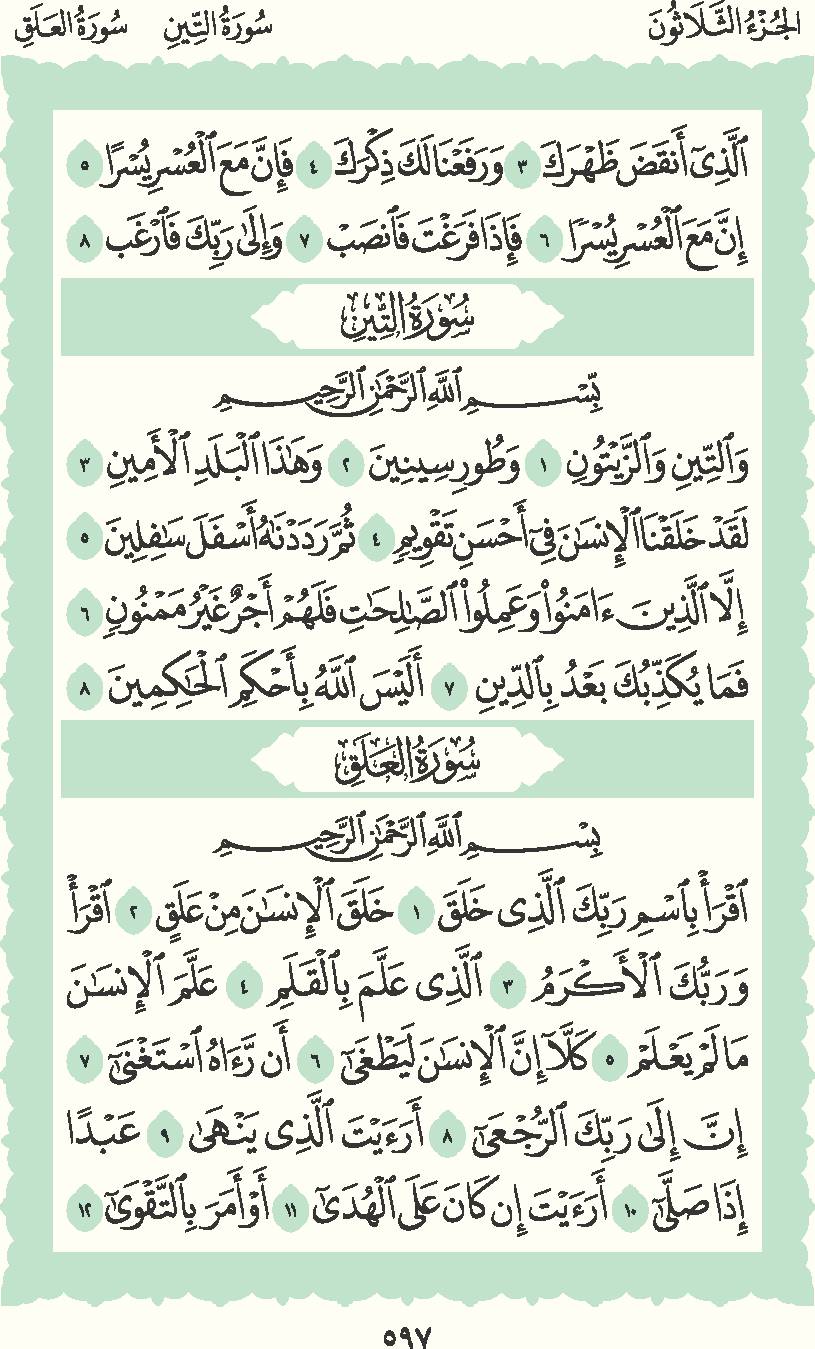 الجُزْءُ الثَّلَاثُونَ سُورَةُ التِّينِ سُورَةُ العَلَقِ
ٱلَّذِىٓ أَنقَضَ ظَهْرَكَ ٣ وَرَفَعْنَا لَكَ ذِكْرَكَ ٤ فَإِنَّ مَعَ ٱلْعُسْرِ يُسْرًا ٥
إِنَّ مَعَ ٱلْعُسْرِ يُسْرًا ٦ فَإِذَا فَرَغْتَ فَٱنصَبْ ٧ وَإِلَىٰ رَبِّكَ فَٱرْغَب ٨
سُورَةُ التِّينِ
بِّسْمِ ٱللَّهِ ٱلرَّحْمَٰنِ ٱلرَّحِيمِ
وَٱلتِّينِ وَٱلزَّيْتُونِ ١ وَطُورِ سِينِينَ ٢ وَهَٰذَا ٱلْبَلَدِ ٱلْأَمِينِ ٣
لَقَدْ خَلَقْنَا ٱلْإِنسَٰنَ فِىٓ أَحْسَنِ تَقْوِيمٍ ٤ ثُمَّ رَدَدْنَٰهُ أَسْفَلَ سَٰفِلِينَ ٥
إِلَّا ٱلَّذِينَ ءَامَنُوا۟ وَعَمِلُوا۟ ٱلصَّٰلِحَٰتِ فَلَهُمْ أَجْرٌ غَيْرُ مَمْنُونٍ ٦
فَمَا يُكَذِّبُكَ بَعْدُ بِٱلدِّينِ ٧ أَلَيْسَ ٱللَّهُ بِأَحْكَمِ ٱلْحَٰكِمِينَ ٨
سُورَةُ العَلَقِ
بِسْمِ ٱللَّهِ ٱلرَّحْمَٰنِ ٱلرَّحِيمِ
ٱقْرَأْ بِٱسْمِ رَبِّكَ ٱلَّذِى خَلَقَ ١ خَلَقَ ٱلْإِنسَٰنَ مِنْ عَلَقٍ ٢ ٱقْرَأْ
وَرَبُّكَ ٱلْأَكْرَمُ ٣ ٱلَّذِى عَلَّمَ بِٱلْقَلَمِ ٤ عَلَّمَ ٱلْإِنسَٰنَ
مَا لَمْ يَعْلَمْ ٥ كَلَّآ إِنَّ ٱلْإِنسَٰنَ لَيَطْغَىٰٓ ٦ أَن رَّءَاهُ ٱسْتَغْنَىٰٓ ٧
إِنَّ إِلَىٰ رَبِّكَ ٱلرُّجْعَىٰٓ ٨ أَرَءَيْتَ ٱلَّذِى يَنْهَىٰ ٩ عَبْدًا
إِذَا صَلَّىٰٓ ١٠ أَرَءَيْتَ إِن كَانَ عَلَى ٱلْهُدَىٰٓ ١١ أَوْ أَمَرَ بِٱلتَّقْوَىٰٓ ١٢
٥٩٧